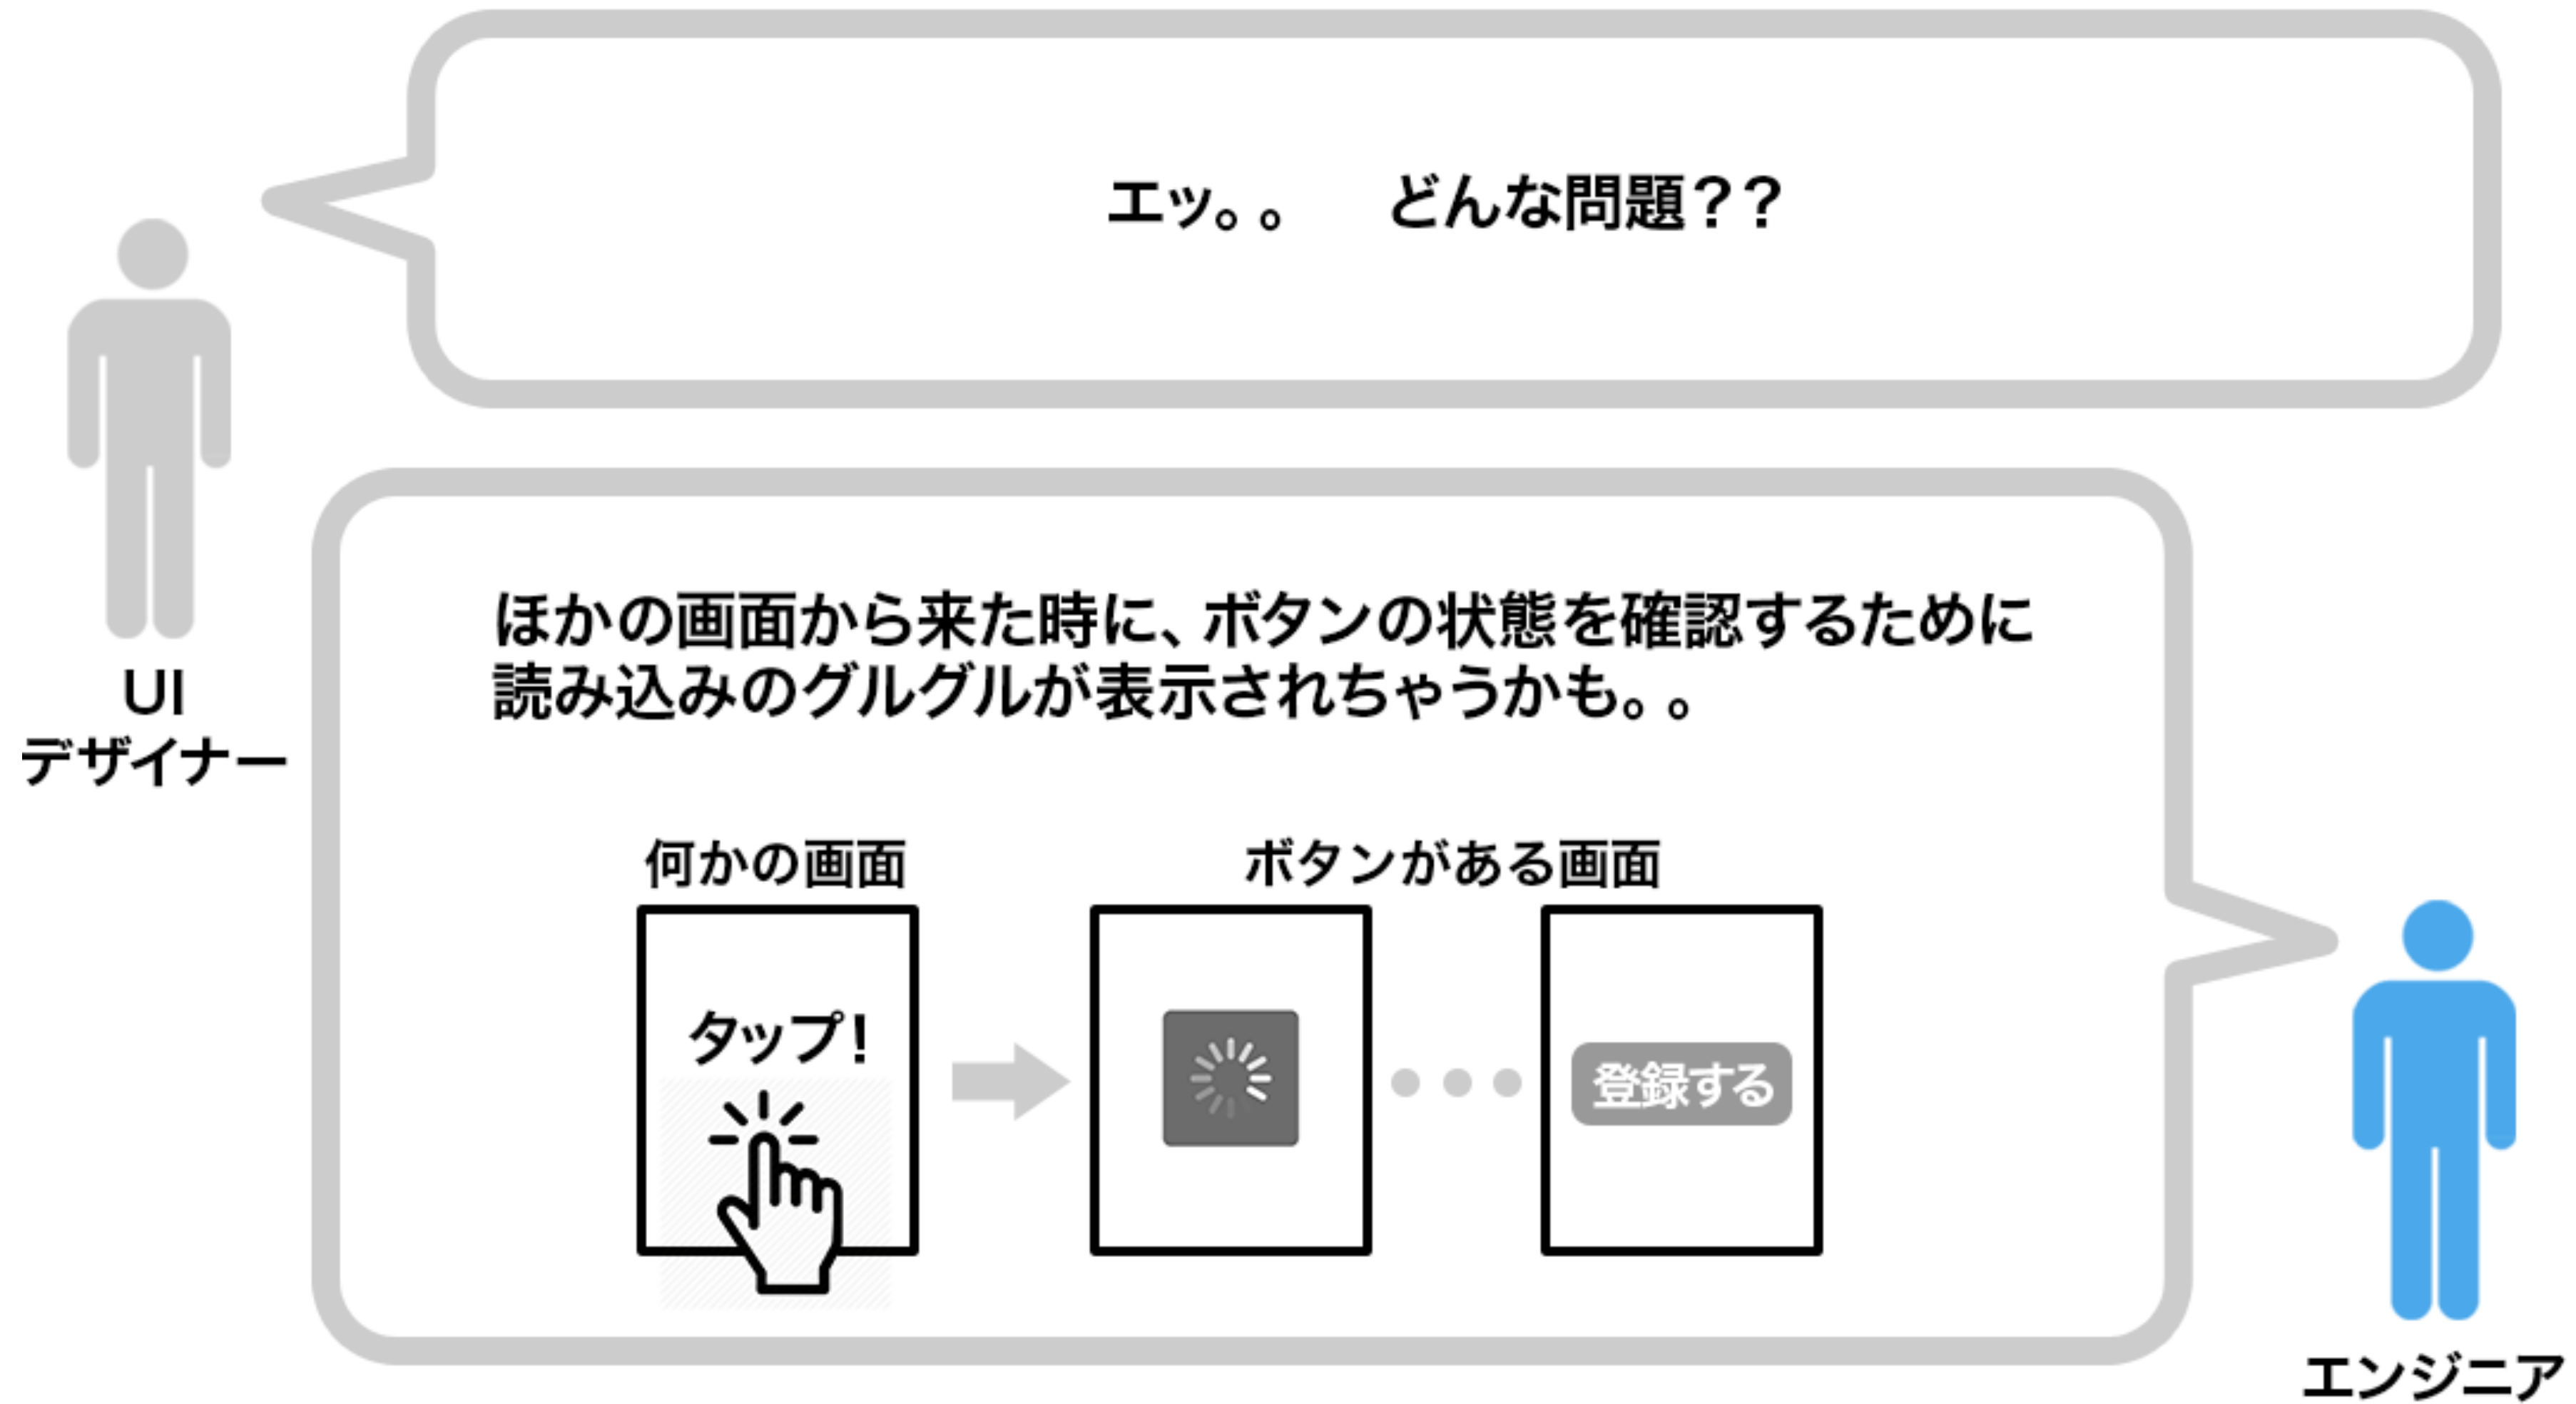 エッ。。　どんな問題？？
UI
デザイナー
ほかの画面から来た時に、ボタンの状態を確認するために
読み込みのグルグルが表示されちゃうかも。。
何かの画面
ボタンがある画面
タップ！
登録する
エンジニア